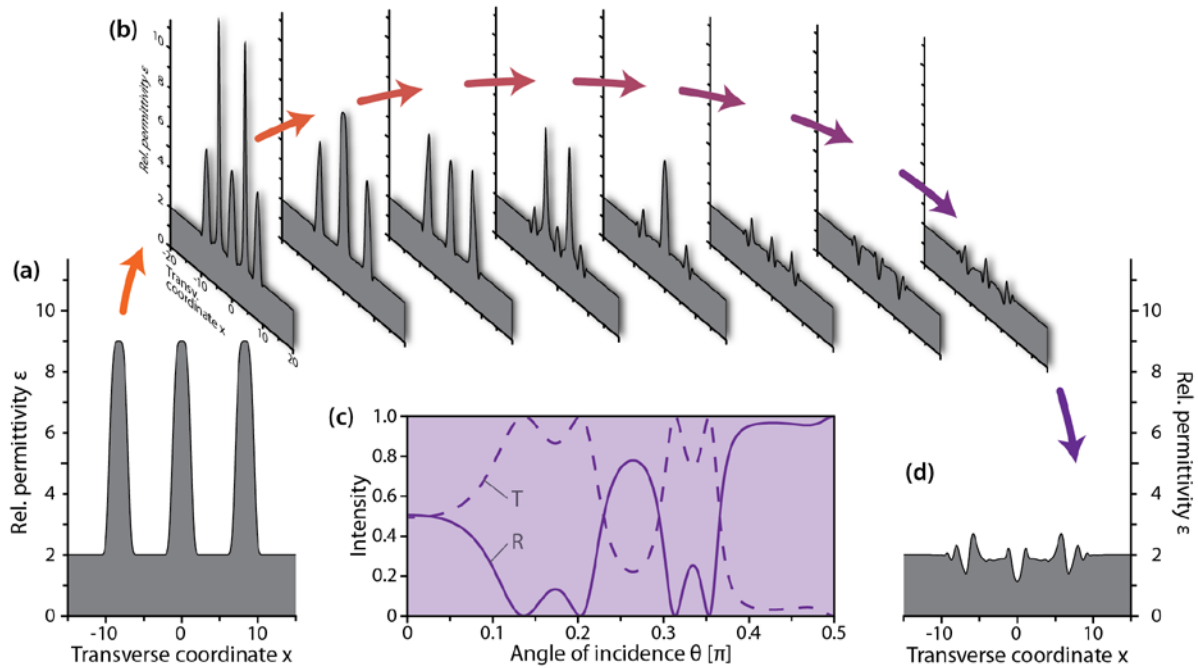 (b)
10
8
6
4
2
0
Rel. permittivity ε
-20
-10
0
10
20
Transv.
coordinate x
(a)
10
8
6
4
2
0
Rel. permittivity ε
-10
0
10
Transverse coordinate x
(c)
1.0
0.8
0.6
0.4
0.2
0
Intensity
T
R
0
0.1
0.2
0.3
0.4
0.5
Angle of incidence θ [π]
(d)
10
8
6
4
2
0
Rel. permittivity ε
-10
0
10
Transverse coordinate x